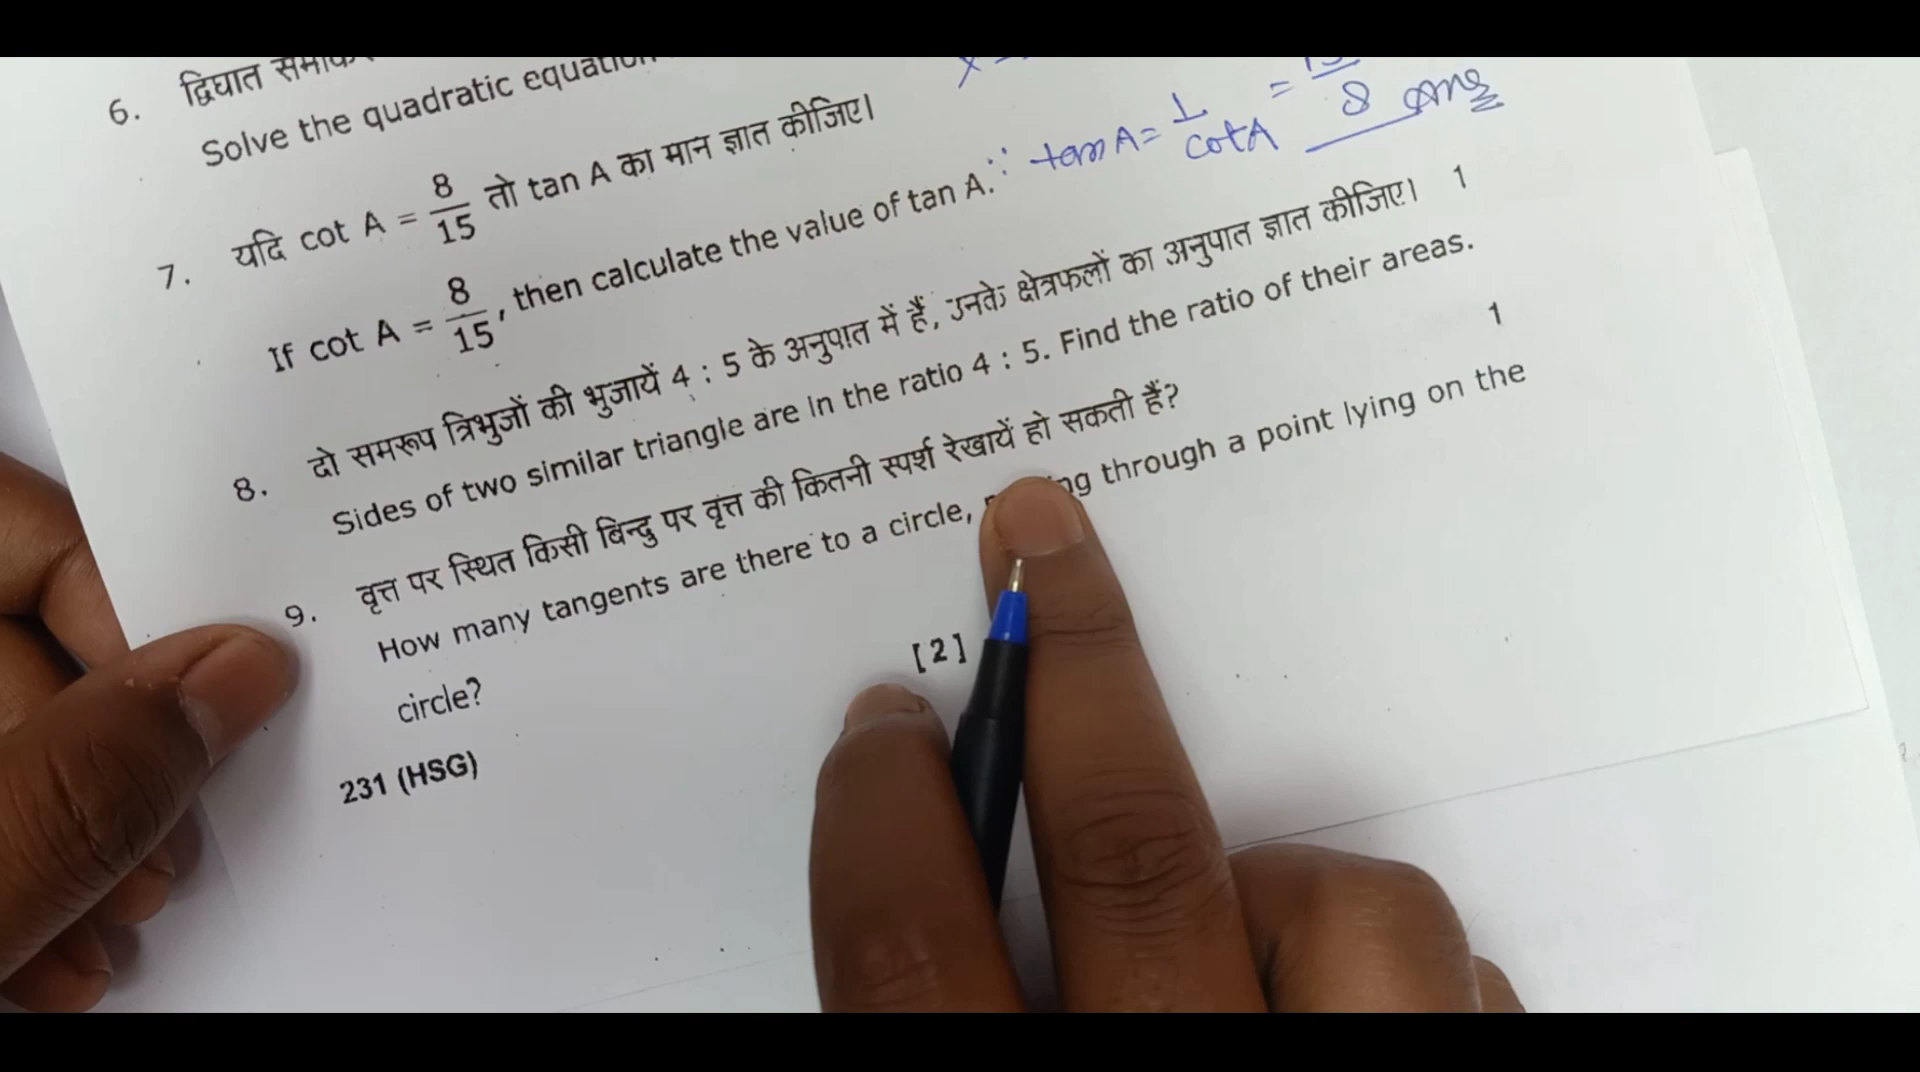 6. द्विघात
Solve the quadratic equation
7. यदि cot A = 8/15 तो tan A का मान ज्ञात कीजिए।
If cot A = 8/15, then calculate the value of tan A. ∵ tan A = 1/cot A = 15/8 Ans
8. दो समरूप त्रिभुजों की भुजायें 4 : 5 के अनुपात में हैं, उनके क्षेत्रफलों का अनुपात ज्ञात कीजिए। 1
Sides of two similar triangle are in the ratio 4 : 5. Find the ratio of their areas.
9. वृत्त पर स्थित किसी बिन्दु पर वृत्त की कितनी स्पर्श रेखायें हो सकती हैं? 1
How many tangents are there to a circle, through a point lying on the
circle?
[2]
231 (HSG)